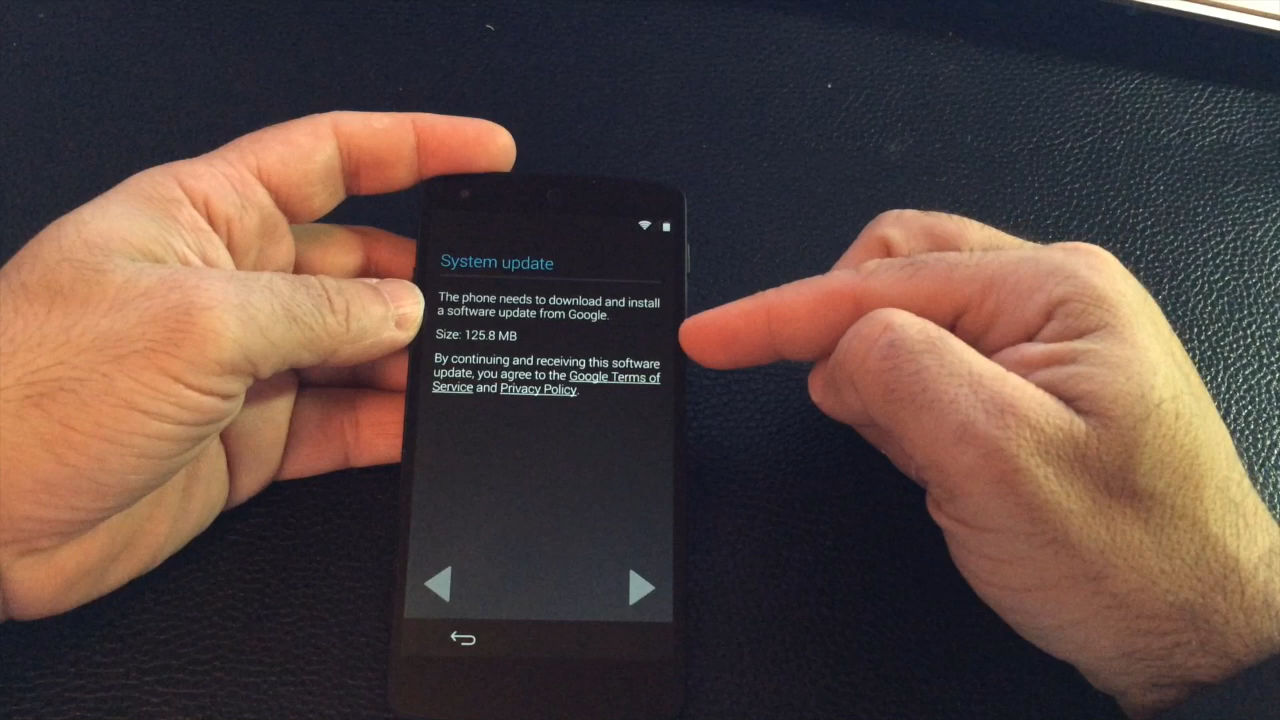 System update
The phone needs to download and install
a software update from Google.
Size: 125.8 MB
By continuing and receiving this software
update, you agree to the Google Terms of
Service and Privacy Policy.